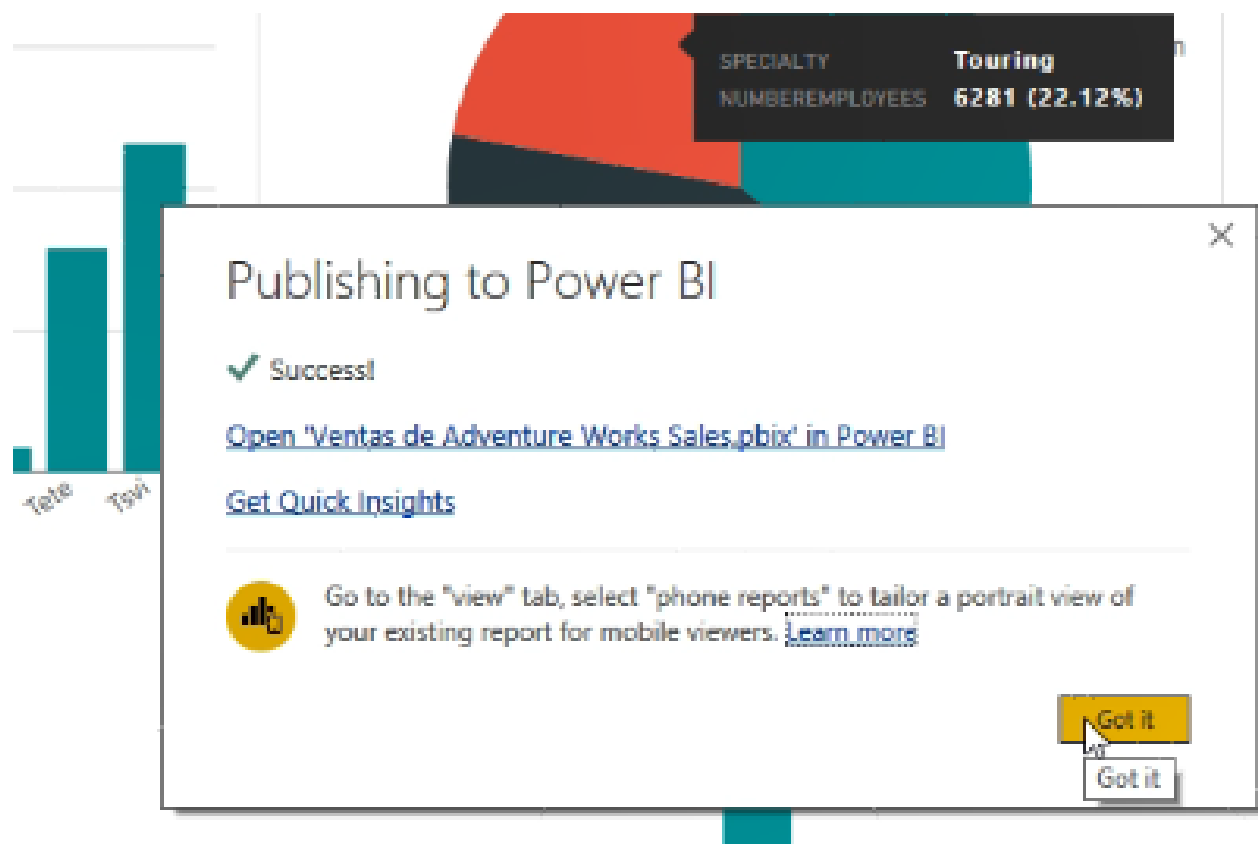 SPECIALTY Touring
NUMBEREMPLOYEES 6281 (22.12%)
Publishing to Power BI
Success!
Open 'Ventas de Adventure Works Sales.pbix' in Power BI
Tete Tsvi
Get Quick Insights
Go to the "view" tab, select "phone reports" to tailor a portrait view of
your existing report for mobile viewers. Learn more
Got it
Got it